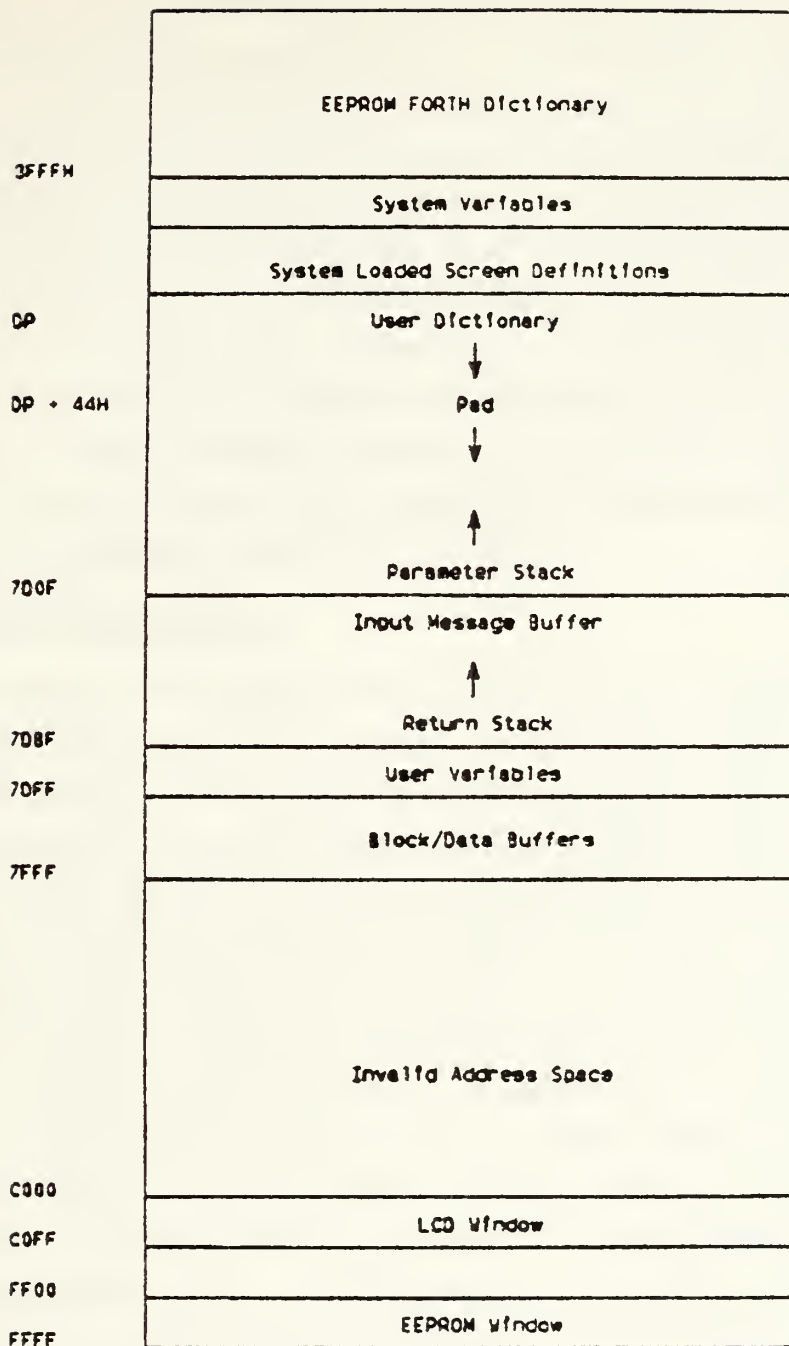 EEPROM FORTH Dictionary
3FFFH
System Variables
System Loaded Screen Definitions
DP User Dictionary
DP + 44H Pad
Parameter Stack
7D0F
Input Message Buffer
Return Stack
7D8F
User Variables
7DFF
Block/Data Buffers
7FFF
Invalid Address Space
C000
LCD Window
C0FF
FF00
EEPROM Window
FFFF